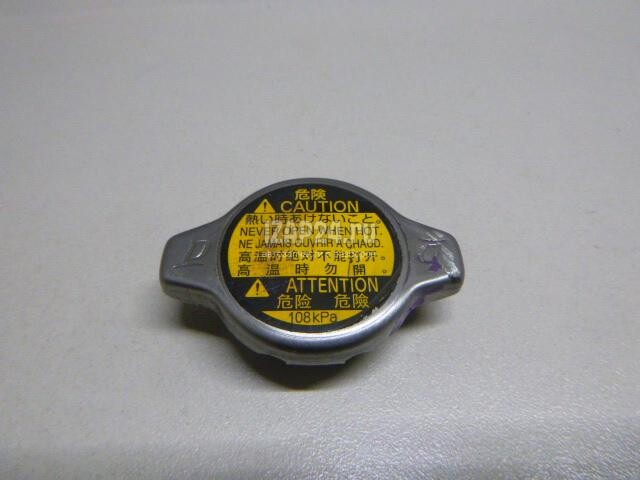 危険
CAUTION
熱い時あけないこと。
NEVER OPEN WHEN HOT.
NE JAMAIS OUVRIR A CHAUD.
高温时绝对不能打开。
高温時勿開。
ATTENTION
危险 危險
108kPa